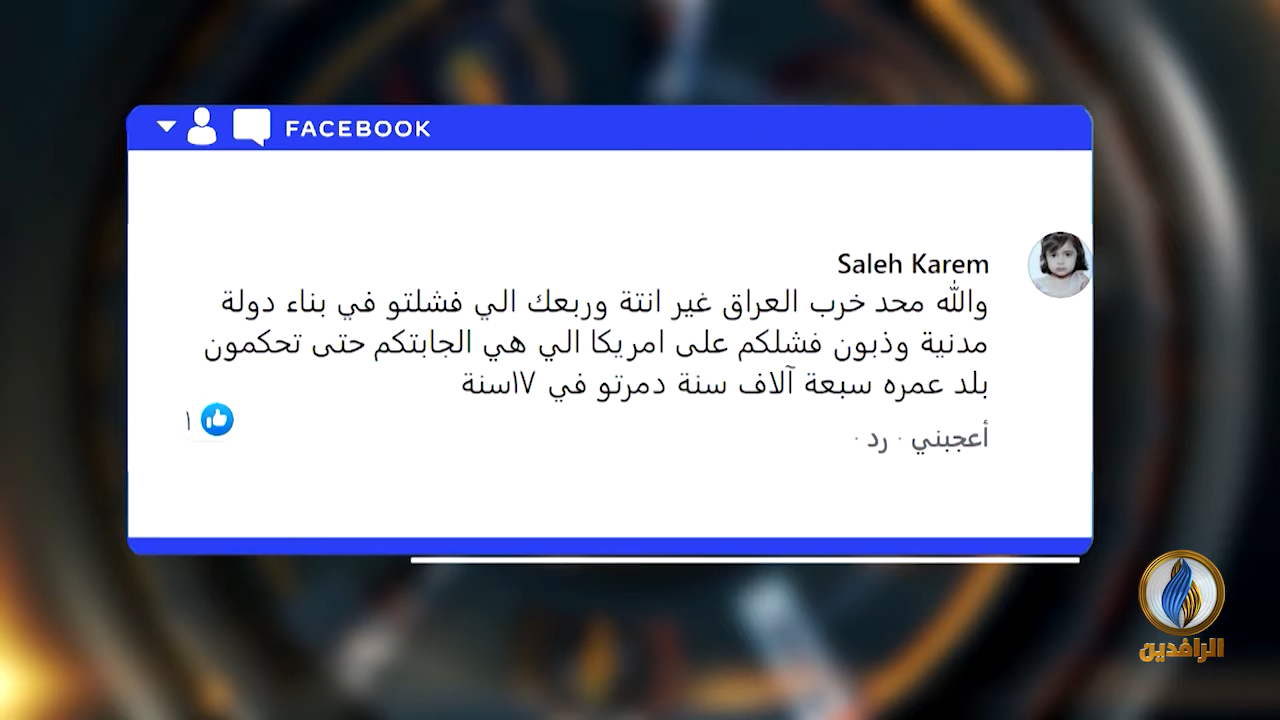 FACEBOOK
Saleh Karem
والله محد خرب العراق غير انتة وربعك الي فشلتو في بناء دولة
مدنية وذبون فشلكم على امريكا الي هي الجابتكم حتى تحكمون
بلد عمره سبعة آلاف سنة دمرتو في ١٧سنة
١
أعجبني · رد ·
الرافدين